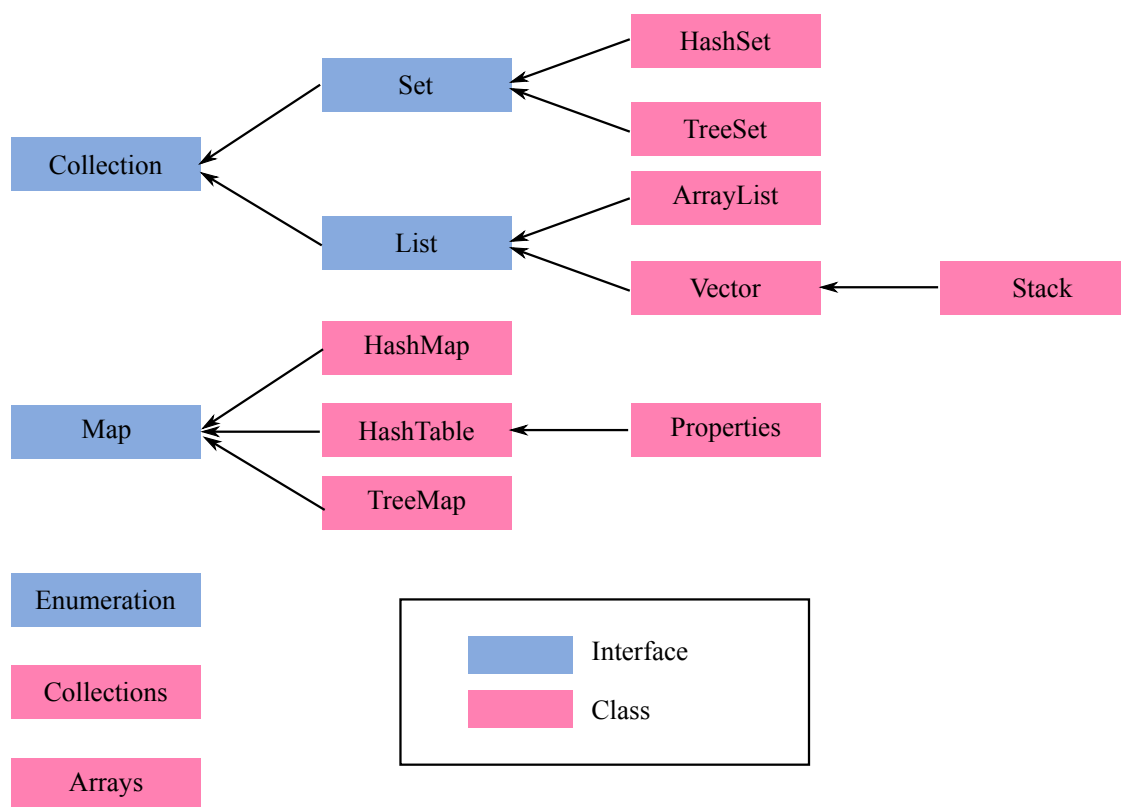 HashSet
Set
TreeSet
Collection
ArrayList
List
Vector
Stack
HashMap
Map
HashTable
Properties
TreeMap
Enumeration
Interface
Collections
Class
Arrays